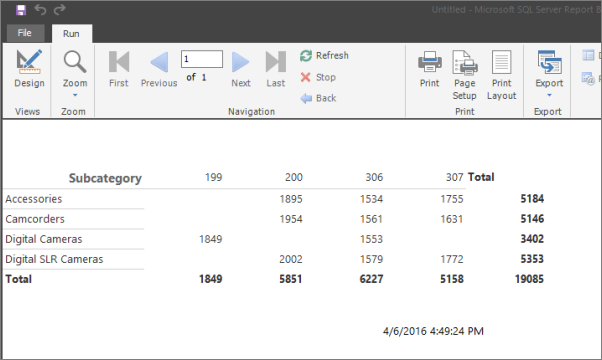 Untitled - Microsoft SQL Server Report B
File Run
Design
Zoom
First
Previous
1
of 1
Next
Last
Refresh
Stop
Back
Print
Page Setup
Print Layout
Export
Views Zoom Navigation Print Export
Subcategory 199 200 306 307 Total
Accessories 1895 1534 1755 5184
Camcorders 1954 1561 1631 5146
Digital Cameras 1849 1553 3402
Digital SLR Cameras 2002 1579 1772 5353
Total 1849 5851 6227 5158 19085
4/6/2016 4:49:24 PM